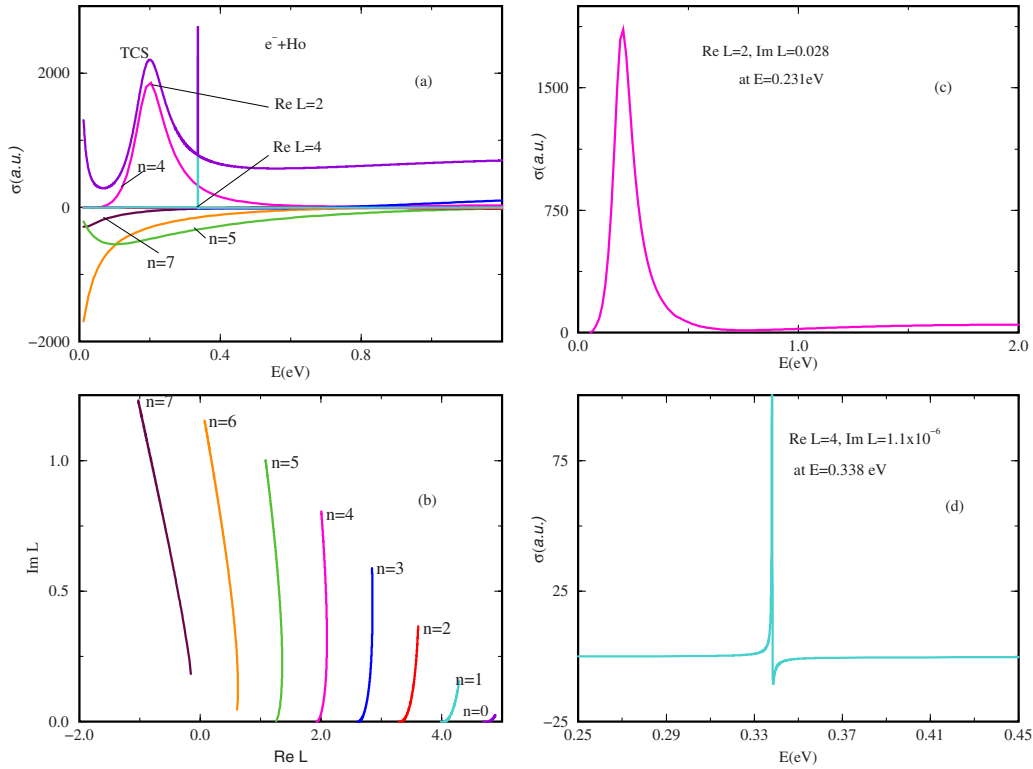 2000
0
−2000
σ(a.u.)
TCS
e⁻+Ho
(a)
Re L=2
Re L=4
n=4
n=5
n=7
0.0
0.4
0.8
E(eV)
1500
750
0
σ(a.u.)
Re L=2, Im L=0.028
at E=0.231eV
(c)
0.0
1.0
2.0
E(eV)
1.0
0.5
0.0
Im L
n=7
n=6
n=5
n=4
n=3
n=2
n=1
n=0
(b)
−2.0
0.0
2.0
4.0
Re L
75
25
−25
σ(a.u.)
Re L=4, Im L=1.1x10⁻⁶
at E=0.338 eV
(d)
0.25
0.29
0.33
0.37
0.41
0.45
E(eV)